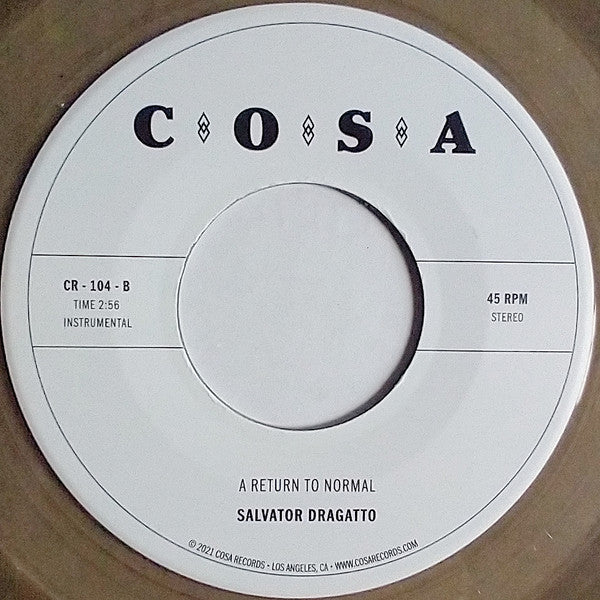 COSA
CR - 104 - B
TIME 2:56
INSTRUMENTAL
45 RPM
STEREO
A RETURN TO NORMAL
SALVATOR DRAGATTO
© 2021 COSA RECORDS • LOS ANGELES, CA • WWW.COSARECORDS.COM